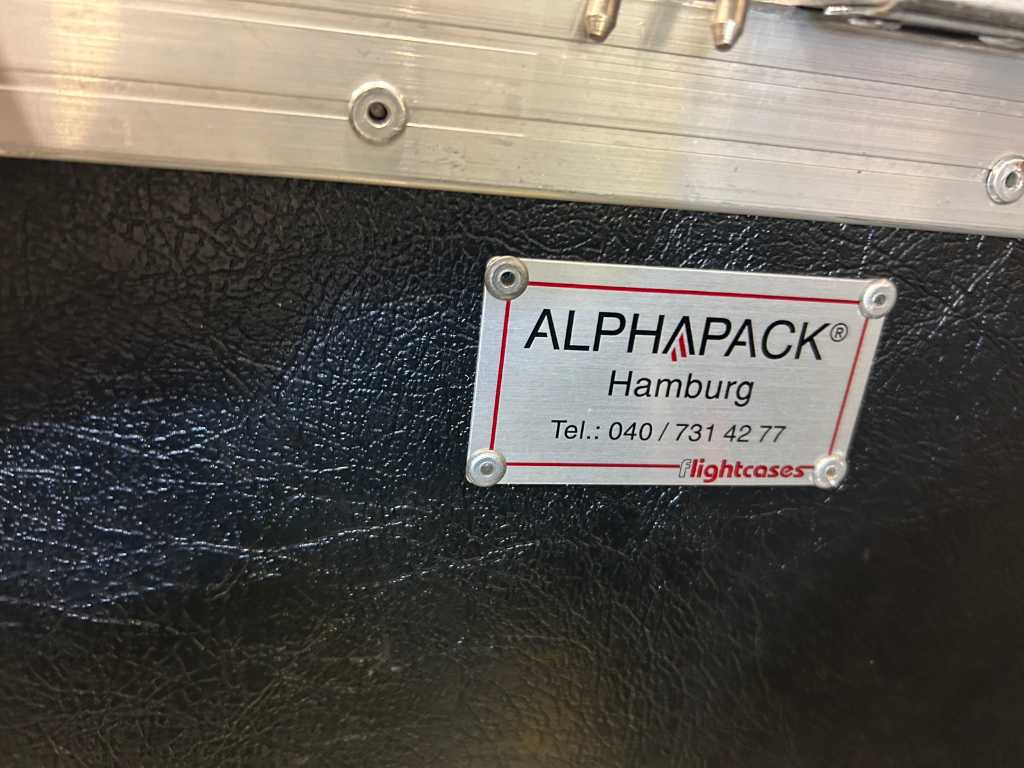 ALPHAPACK®
Hamburg
Tel.: 040 / 731 42 77
flightcases